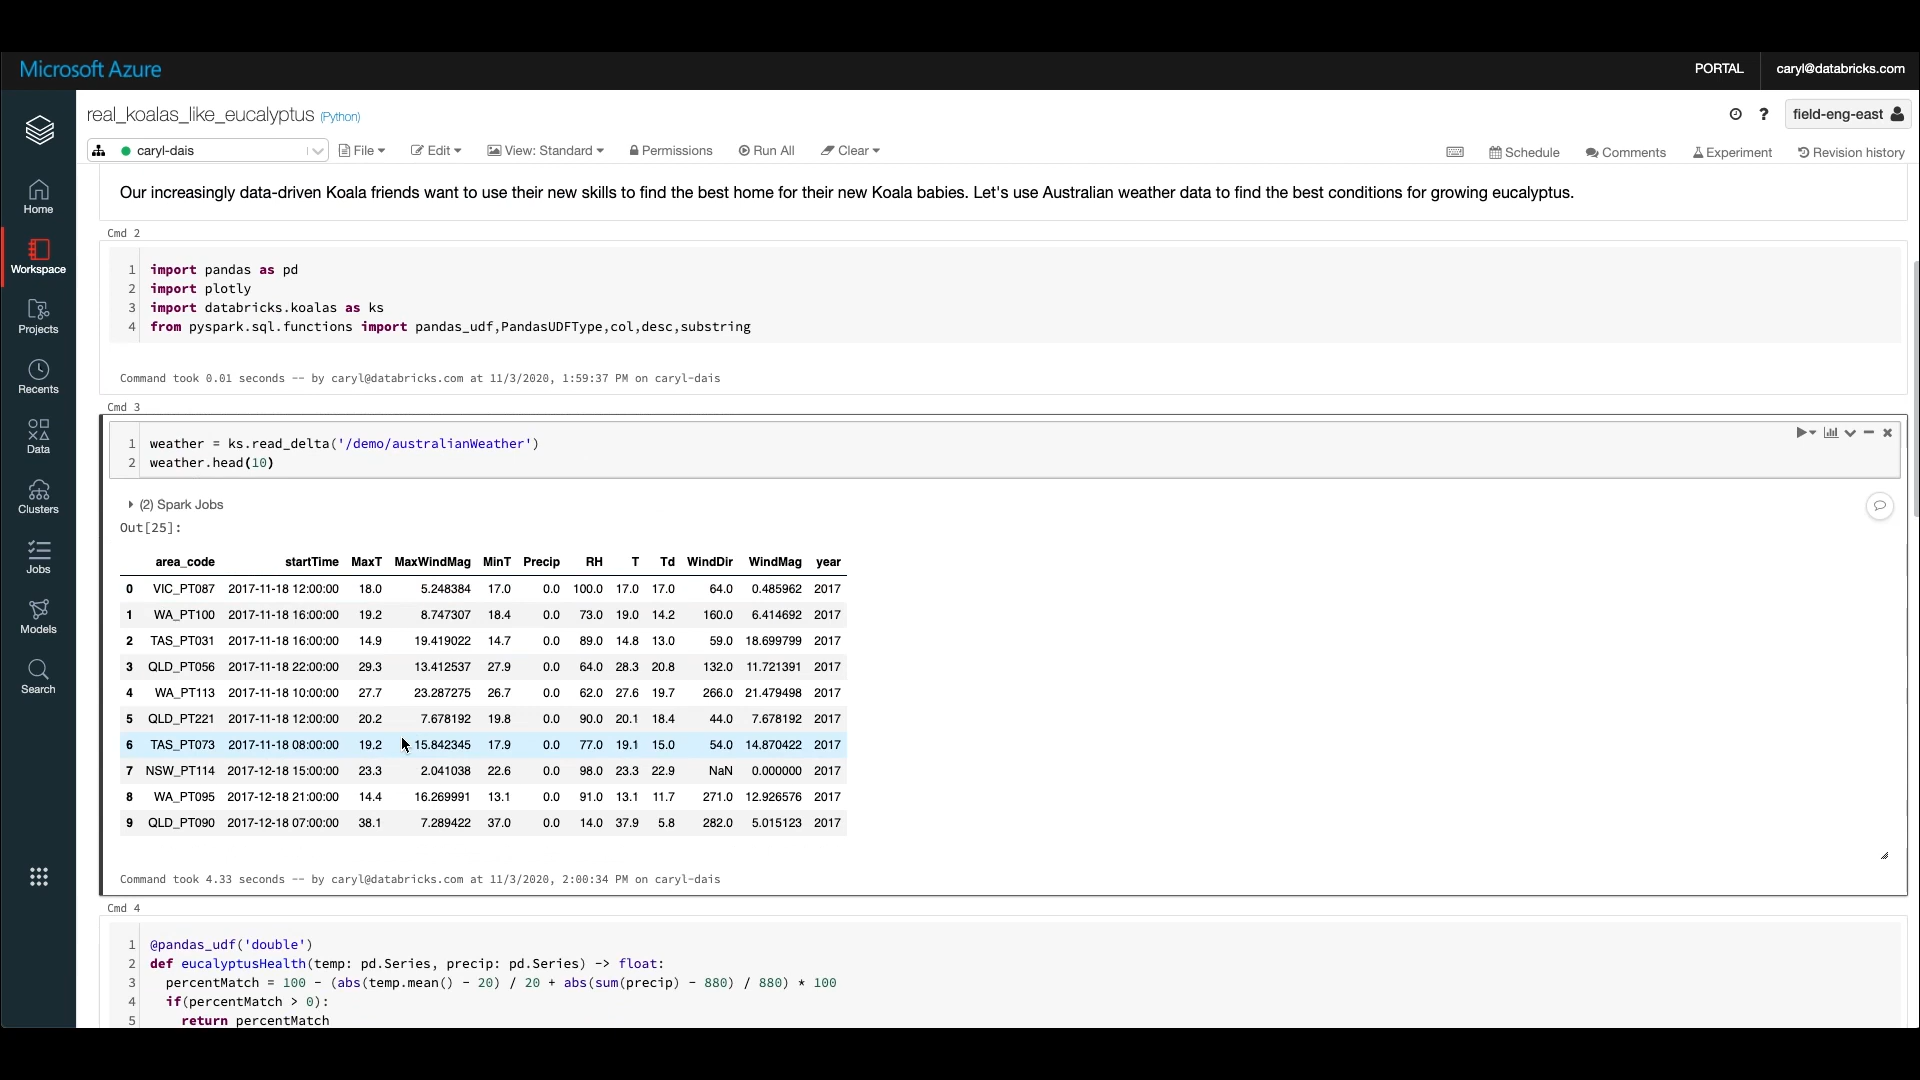 Microsoft Azure
PORTAL
caryl@databricks.com
real_koalas_like_eucalyptus (Python)
?
field-eng-east
caryl-dais
File
Edit
View: Standard
Permissions
Run All
Clear
Schedule
Comments
Experiment
Revision history
Home
Workspace
Projects
Recents
Data
Clusters
Jobs
Models
Search
Our increasingly data-driven Koala friends want to use their new skills to find the best home for their new Koala babies. Let's use Australian weather data to find the best conditions for growing eucalyptus.
Cmd 2
1 import pandas as pd
2 import plotly
3 import databricks.koalas as ks
4 from pyspark.sql.functions import pandas_udf,PandasUDFType,col,desc,substring
Command took 0.01 seconds -- by caryl@databricks.com at 11/3/2020, 1:59:37 PM on caryl-dais
Cmd 3
1 weather = ks.read_delta('/demo/australianWeather')
2 weather.head(10)
(2) Spark Jobs
Out[25]:
area_code startTime MaxT MaxWindMag MinT Precip RH T Td WindDir WindMag year
0 VIC_PT087 2017-11-18 12:00:00 18.0 5.248384 17.0 0.0 100.0 17.0 17.0 64.0 0.485962 2017
1 WA_PT100 2017-11-18 16:00:00 19.2 8.747307 18.4 0.0 73.0 19.0 14.2 160.0 6.414692 2017
2 TAS_PT031 2017-11-18 16:00:00 14.9 19.419022 14.7 0.0 89.0 14.8 13.0 59.0 18.699799 2017
3 QLD_PT056 2017-11-18 22:00:00 29.3 13.412537 27.9 0.0 64.0 28.3 20.8 132.0 11.721391 2017
4 WA_PT113 2017-11-18 10:00:00 27.7 23.287275 26.7 0.0 62.0 27.6 19.7 266.0 21.479498 2017
5 QLD_PT221 2017-11-18 12:00:00 20.2 7.678192 19.8 0.0 90.0 20.1 18.4 44.0 7.678192 2017
6 TAS_PT073 2017-11-18 08:00:00 19.2 15.842345 17.9 0.0 77.0 19.1 15.0 54.0 14.870422 2017
7 NSW_PT114 2017-12-18 15:00:00 23.3 2.041038 22.6 0.0 98.0 23.3 22.9 NaN 0.000000 2017
8 WA_PT095 2017-12-18 21:00:00 14.4 16.269991 13.1 0.0 91.0 13.1 11.7 271.0 12.926576 2017
9 QLD_PT090 2017-12-18 07:00:00 38.1 7.289422 37.0 0.0 14.0 37.9 5.8 282.0 5.015123 2017
Command took 4.33 seconds -- by caryl@databricks.com at 11/3/2020, 2:00:34 PM on caryl-dais
Cmd 4
1 @pandas_udf('double')
2 def eucalyptusHealth(temp: pd.Series, precip: pd.Series) -> float:
3 percentMatch = 100 - (abs(temp.mean() - 20) / 20 + abs(sum(precip) - 880) / 880) * 100
4 if(percentMatch > 0):
5 return percentMatch